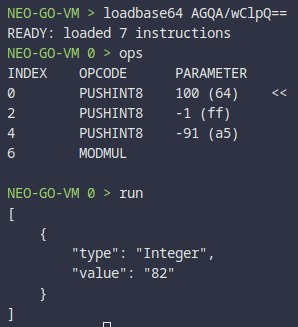 NEO-GO-VM > loadbase64 AGQA/wClpQ==
READY: loaded 7 instructions
NEO-GO-VM 0 > ops
INDEX OPCODE PARAMETER
0 PUSHINT8 100 (64) <<
2 PUSHINT8 -1 (ff)
4 PUSHINT8 -91 (a5)
6 MODMUL
NEO-GO-VM 0 > run
[
{
"type": "Integer",
"value": "82"
}
]